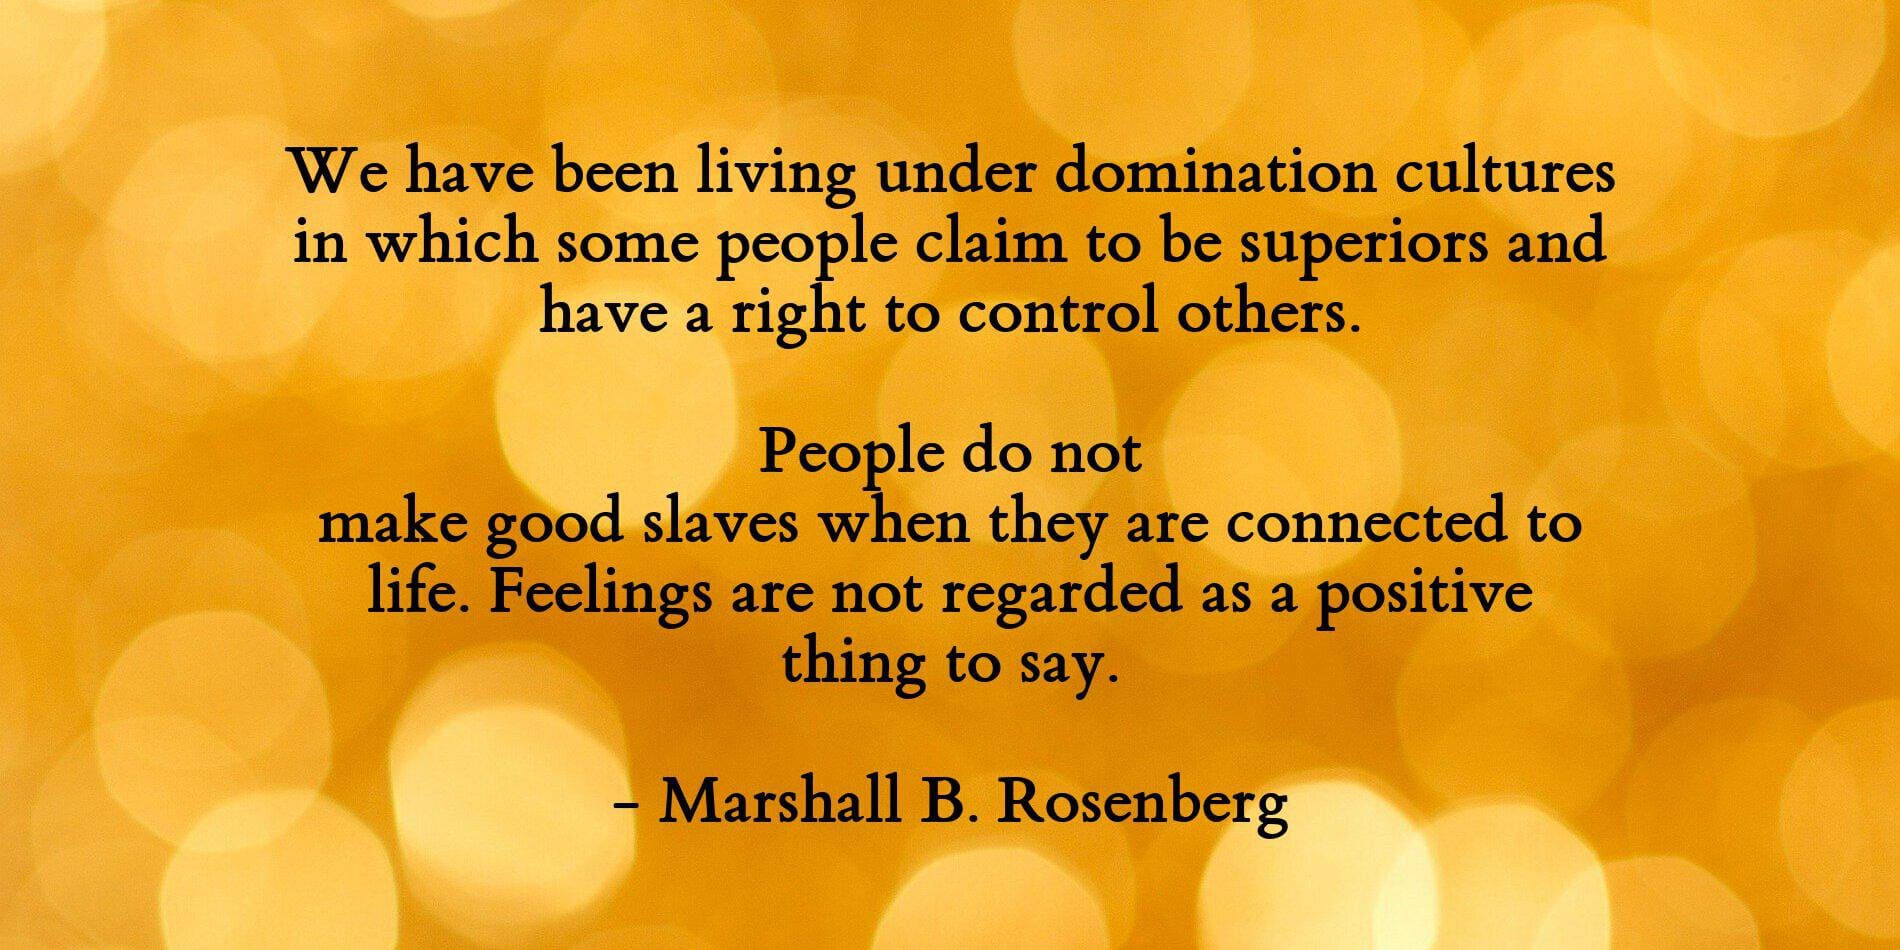 We have been living under domination cultures
in which some people claim to be superiors and
have a right to control others.
People do not
make good slaves when they are connected to
life. Feelings are not regarded as a positive
thing to say.
- Marshall B. Rosenberg